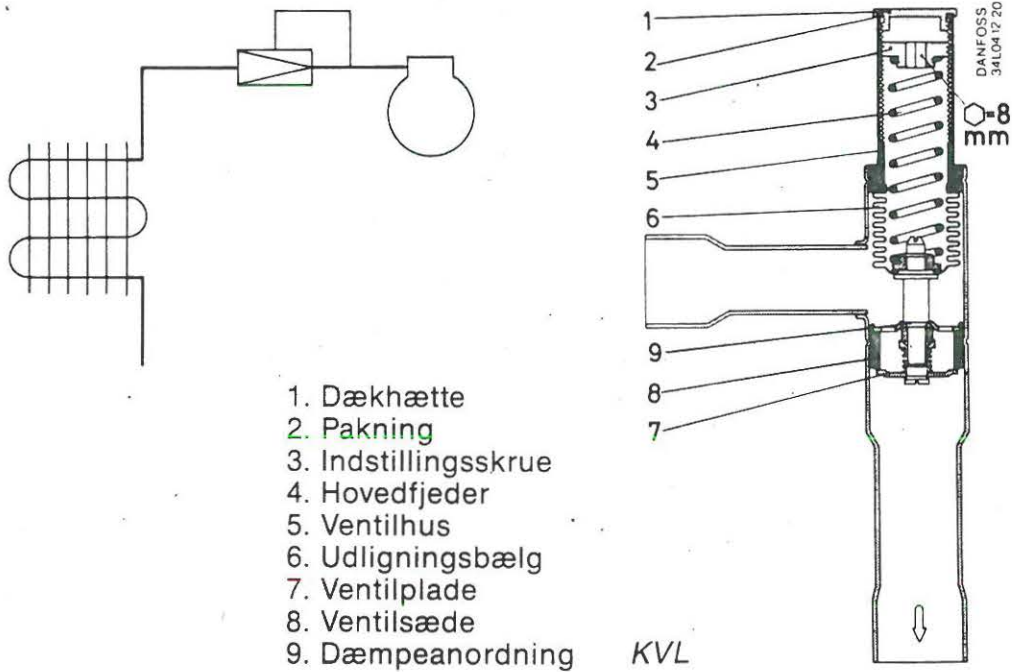 1
2
3
4
5
6
9
8
7
DANFOSS
34L0412 20
⬡=8
mm
1. Dækhætte
2. Pakning
3. Indstillingsskrue
4. Hovedfjeder
5. Ventilhus
6. Udligningsbælg
7. Ventilplade
8. Ventilsæde
9. Dæmpeanordning
KVL